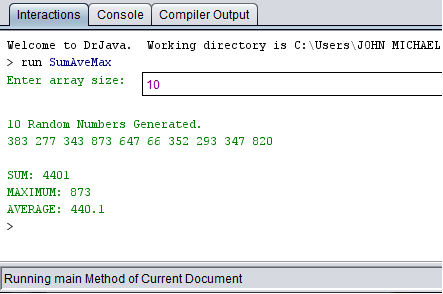 Interactions Console Compiler Output
Welcome to DrJava. Working directory is C:\Users\JOHN MICHAEL
> run SumAveMax
Enter array size: 10
10 Random Numbers Generated.
383 277 343 873 647 66 352 293 347 820
SUM: 4401
MAXIMUM: 873
AVERAGE: 440.1
>
Running main Method of Current Document